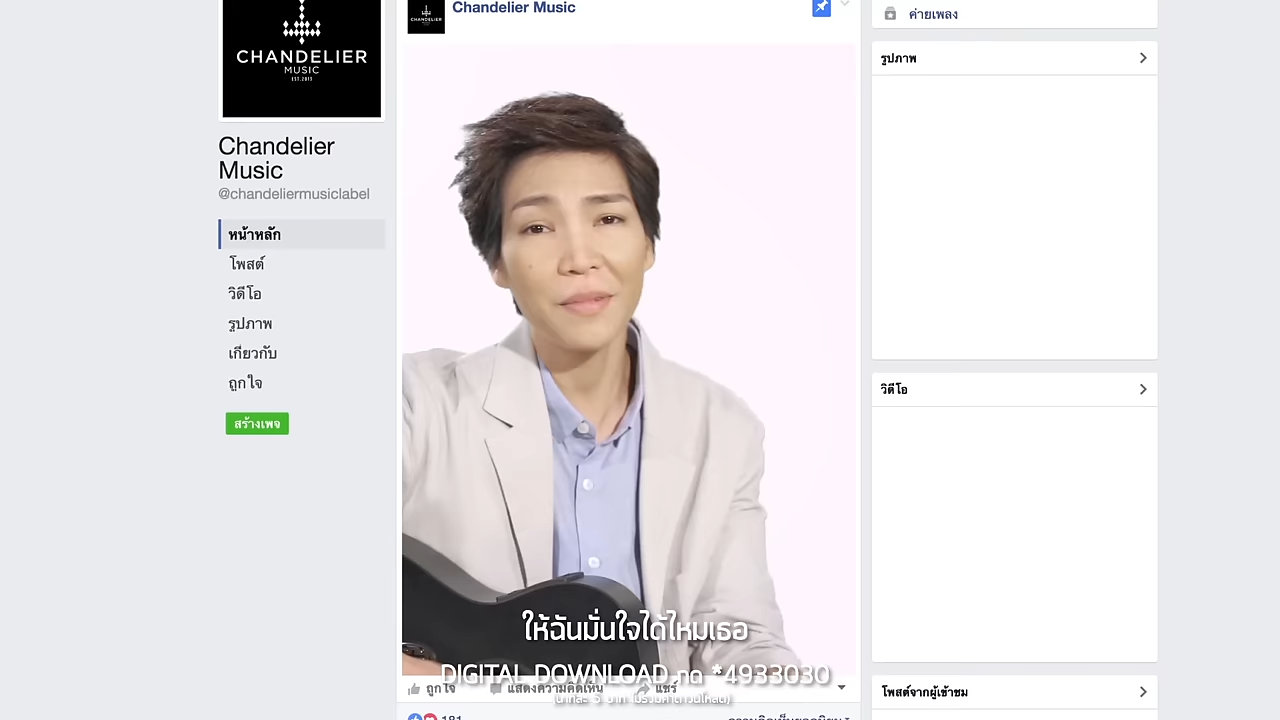 CHANDELIER
MUSIC
EST.2015
Chandelier
Music
@chandeliermusiclabel
หน้าหลัก
โพสต์
วิดีโอ
รูปภาพ
เกี่ยวกับ
ถูกใจ
สร้างเพจ
CHANDELIER
Chandelier Music
ให้ฉันมั่นใจได้ไหมเธอ
DIGITAL DOWNLOAD กด *4933030
ถูกใจ แสดงความคิดเห็น แชร์
181
ค่ายเพลง
รูปภาพ
วิดีโอ
โพสต์จากผู้เข้าชม